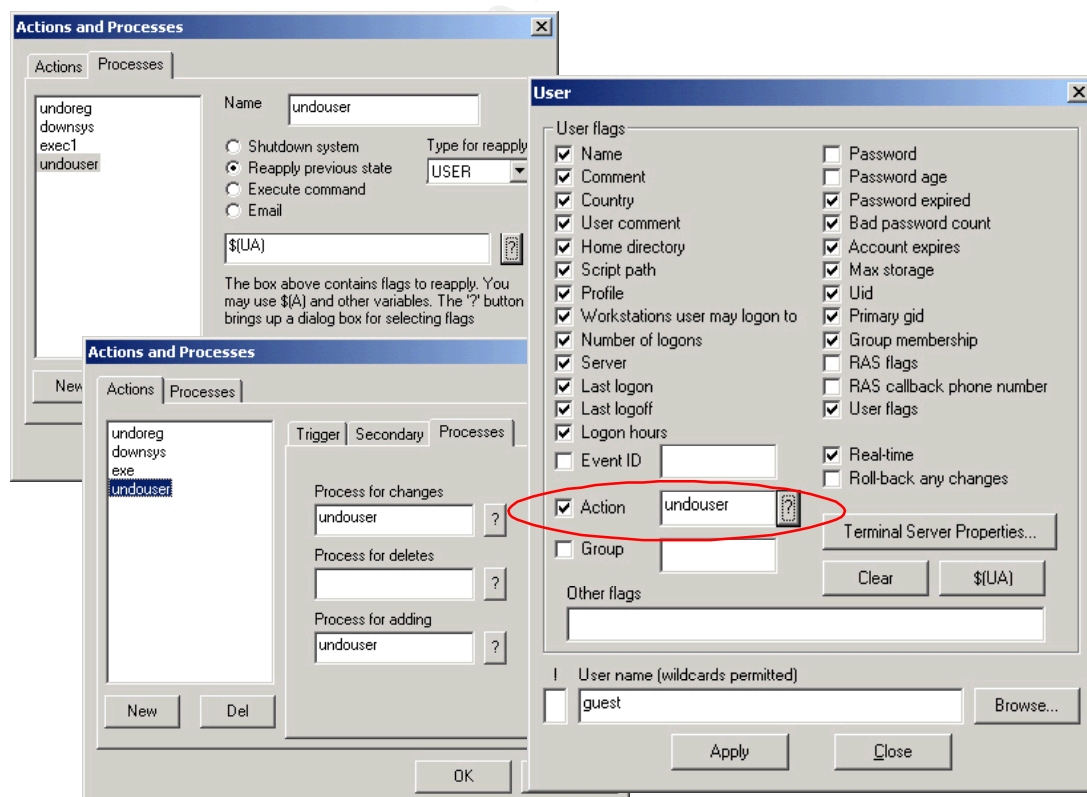 Actions and Processes
Actions Processes
undoreg
downsys
exec1
undouser
Name undouser
Shutdown system
Reapply previous state
Execute command
Email
Type for reapply
USER
$(UA)
?
The box above contains flags to reapply. You
may use $(A) and other variables. The '?' button
brings up a dialog box for selecting flags
New
Actions and Processes
Actions Processes
undoreg
downsys
exe
undouser
Trigger Secondary Processes
Process for changes
undouser ?
Process for deletes
?
Process for adding
undouser ?
New Del
OK
User
User flags
Name
Comment
Country
User comment
Home directory
Script path
Profile
Workstations user may logon to
Number of logons
Server
Last logon
Last logoff
Logon hours
Event ID
Action undouser ?
Group
Password
Password age
Password expired
Bad password count
Account expires
Max storage
Uid
Primary gid
Group membership
RAS flags
RAS callback phone number
User flags
Real-time
Roll-back any changes
Terminal Server Properties...
Clear $(UA)
Other flags
! User name (wildcards permitted)
guest Browse...
Apply Close